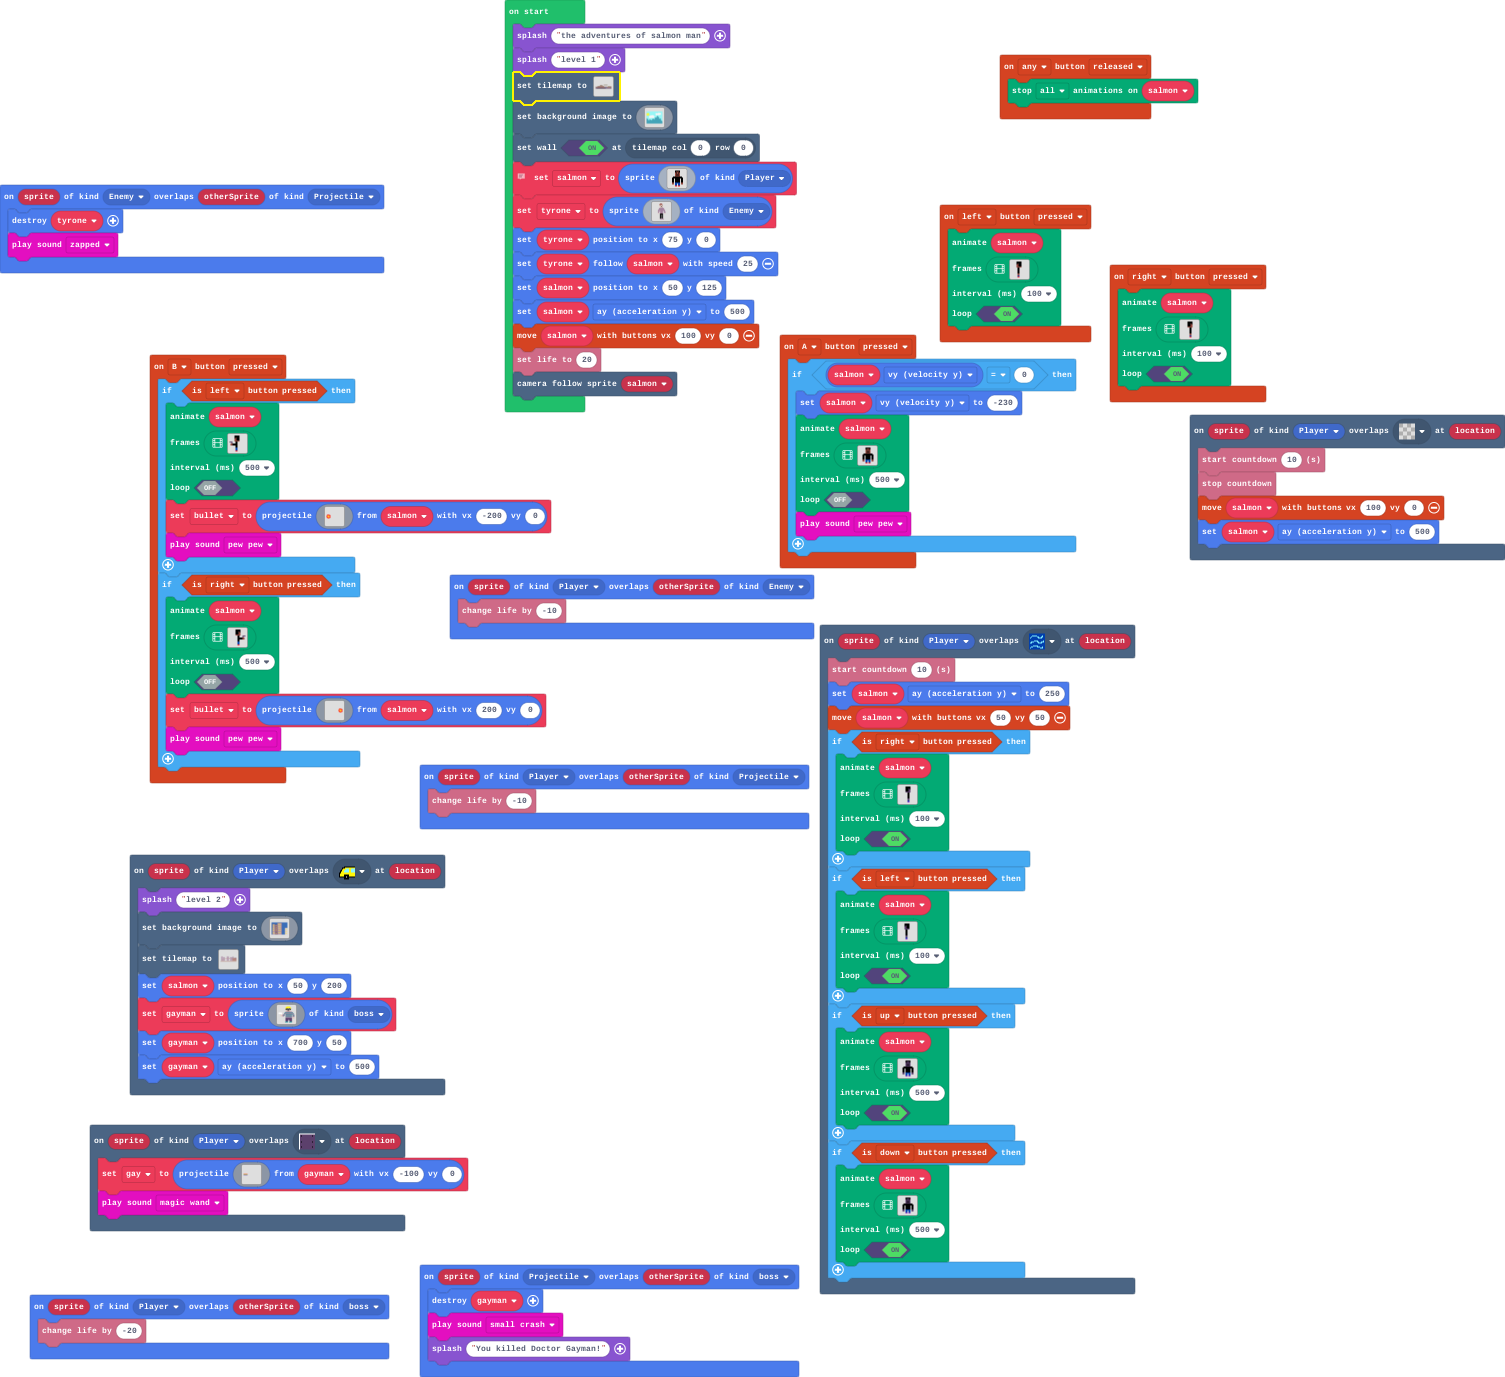 on start
splash "the adventures of salmon man"
splash "level 1"
set tilemap to
set background image to
set wall ON at tilemap col 0 row 0
set salmon to sprite of kind Player
set tyrone to sprite of kind Enemy
set tyrone position to x 75 y 0
set tyrone follow salmon with speed 25
set salmon position to x 50 y 125
set salmon ay (acceleration y) to 500
move salmon with buttons vx 100 vy 0
set life to 20
camera follow sprite salmon
on any button released
stop all animations on salmon
on sprite of kind Enemy overlaps otherSprite of kind Projectile
destroy tyrone
play sound zapped
on left button pressed
animate salmon
frames
interval (ms) 100
loop ON
on right button pressed
animate salmon
frames
interval (ms) 100
loop ON
on B button pressed
if is left button pressed then
animate salmon
frames
interval (ms) 500
loop OFF
set bullet to projectile from salmon with vx -200 vy 0
play sound pew pew
if is right button pressed then
animate salmon
frames
interval (ms) 500
loop OFF
set bullet to projectile from salmon with vx 200 vy 0
play sound pew pew
on A button pressed
if salmon vy (velocity y) = 0 then
set salmon vy (velocity y) to -230
animate salmon
frames
interval (ms) 500
loop OFF
play sound pew pew
on sprite of kind Player overlaps at location
start countdown 10 (s)
stop countdown
move salmon with buttons vx 100 vy 0
set salmon ay (acceleration y) to 500
on sprite of kind Player overlaps otherSprite of kind Enemy
change life by -10
on sprite of kind Player overlaps at location
start countdown 10 (s)
set salmon ay (acceleration y) to 250
move salmon with buttons vx 50 vy 50
if is right button pressed then
animate salmon
frames
interval (ms) 100
loop ON
if is left button pressed then
animate salmon
frames
interval (ms) 100
loop ON
if is up button pressed then
animate salmon
frames
interval (ms) 500
loop ON
if is down button pressed then
animate salmon
frames
interval (ms) 500
loop ON
on sprite of kind Player overlaps otherSprite of kind Projectile
change life by -10
on sprite of kind Player overlaps at location
splash "level 2"
set background image to
set tilemap to
set salmon position to x 50 y 200
set gayman to sprite of kind boss
set gayman position to x 700 y 50
set gayman ay (acceleration y) to 500
on sprite of kind Player overlaps at location
set gay to projectile from gayman with vx -100 vy 0
play sound magic wand
on sprite of kind Projectile overlaps otherSprite of kind boss
destroy gayman
play sound small crash
splash "You killed Doctor Gayman!"
on sprite of kind Player overlaps otherSprite of kind boss
change life by -20